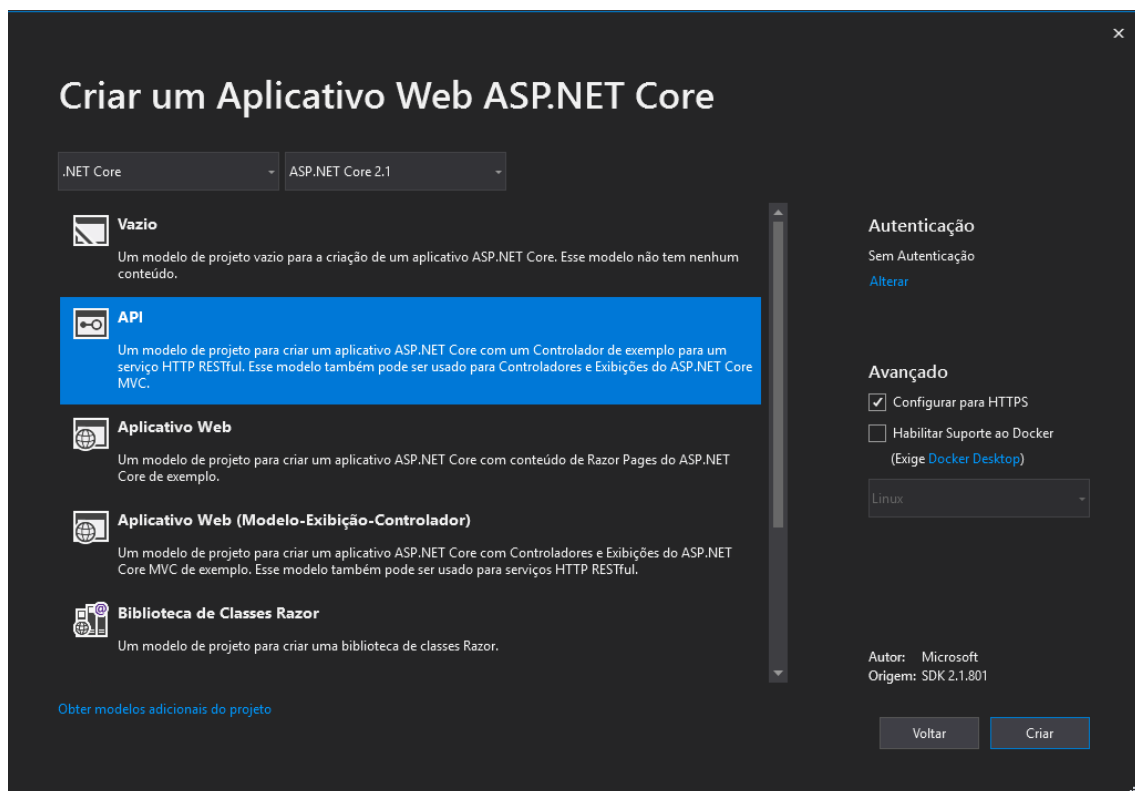 Criar um Aplicativo Web ASP.NET Core
.NET Core
ASP.NET Core 2.1
Vazio
Um modelo de projeto vazio para a criação de um aplicativo ASP.NET Core. Esse modelo não tem nenhum
conteúdo.
API
Um modelo de projeto para criar um aplicativo ASP.NET Core com um Controlador de exemplo para um
serviço HTTP RESTful. Esse modelo também pode ser usado para Controladores e Exibições do ASP.NET Core
MVC.
Aplicativo Web
Um modelo de projeto para criar um aplicativo ASP.NET Core com conteúdo de Razor Pages do ASP.NET
Core de exemplo.
Aplicativo Web (Modelo-Exibição-Controlador)
Um modelo de projeto para criar um aplicativo ASP.NET Core com Controladores e Exibições do ASP.NET
Core MVC de exemplo. Esse modelo também pode ser usado para serviços HTTP RESTful.
Biblioteca de Classes Razor
Um modelo de projeto para criar uma biblioteca de classes Razor.
Obter modelos adicionais do projeto
Autenticação
Sem Autenticação
Alterar
Avançado
Configurar para HTTPS
Habilitar Suporte ao Docker
(Exige Docker Desktop)
Linux
Autor: Microsoft
Origem: SDK 2.1.801
Voltar
Criar